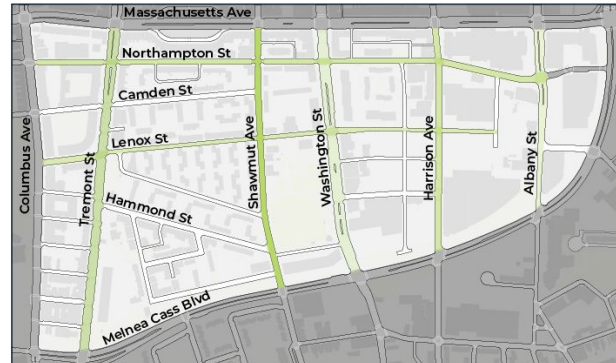 Massachusetts Ave
Northampton St
Camden St
Lenox St
Hammond St
Melnea Cass Blvd
Columbus Ave
Tremont St
Shawmut Ave
Washington St
Harrison Ave
Albany St